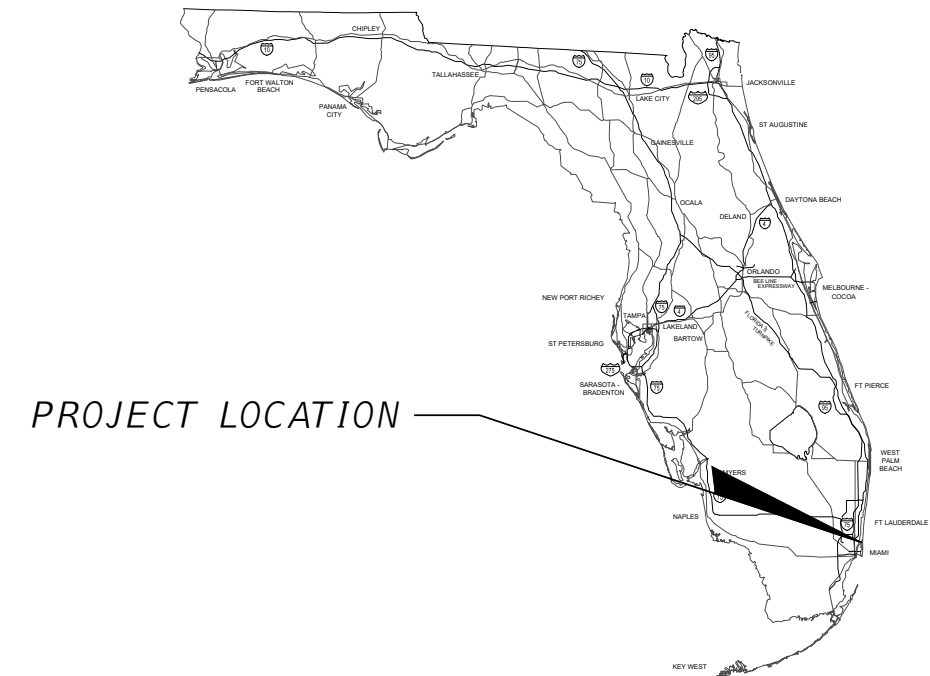 CHIPLEY
10
75
95
TALLAHASSEE
10
JACKSONVILLE
PENSACOLA
FORT WALTON
BEACH
LAKE CITY
295
PANAMA
CITY
ST AUGUSTINE
GAINESVILLE
OCALA
DAYTONA BEACH
DELAND
4
ORLANDO
BEE LINE
EXPRESSWAY
MELBOURNE -
COCOA
NEW PORT RICHEY
75
4
TAMPA
LAKELAND
FLORIDA'S
TURNPIKE
BARTOW
ST PETERSBURG
275
SARASOTA -
BRADENTON
75
FT PIERCE
95
PROJECT LOCATION
WEST
PALM
BEACH
MYERS
NAPLES
75
FT LAUDERDALE
MIAMI
KEY WEST